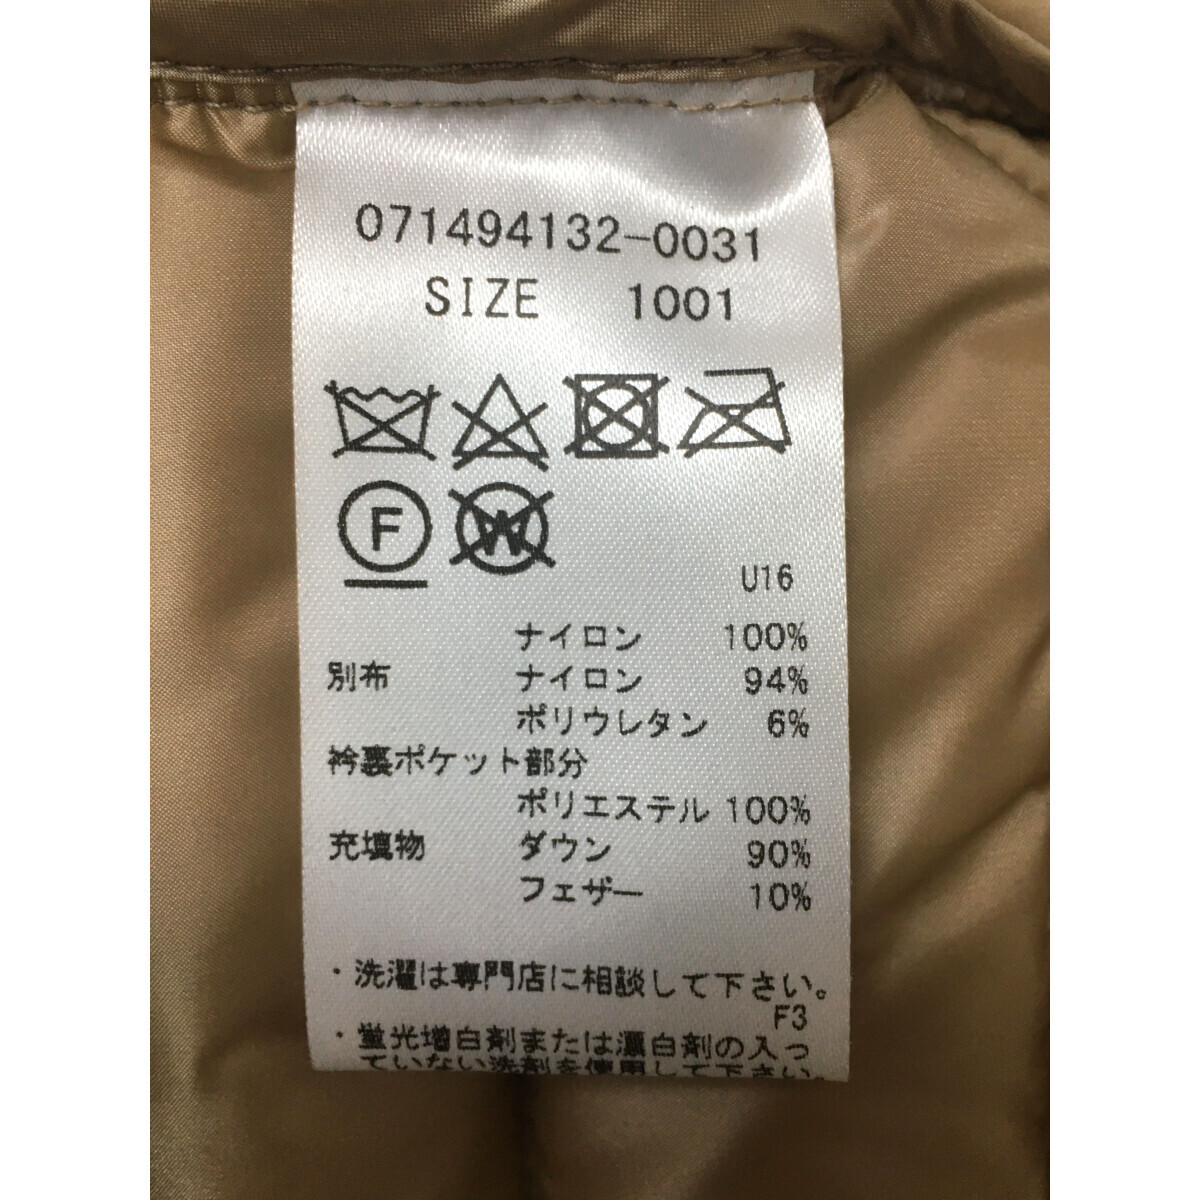 071494132-0031
SIZE 1001
F W
U16
ナイロン 100%
別布 ナイロン 94%
ポリウレタン 6%
衿裏ポケット部分
ポリエステル 100%
充填物 ダウン 90%
フェザー 10%
・洗濯は専門店に相談して下さい。
F3
・蛍光増白剤または漂白剤の入っ
ていない洗剤を使用して下さい。